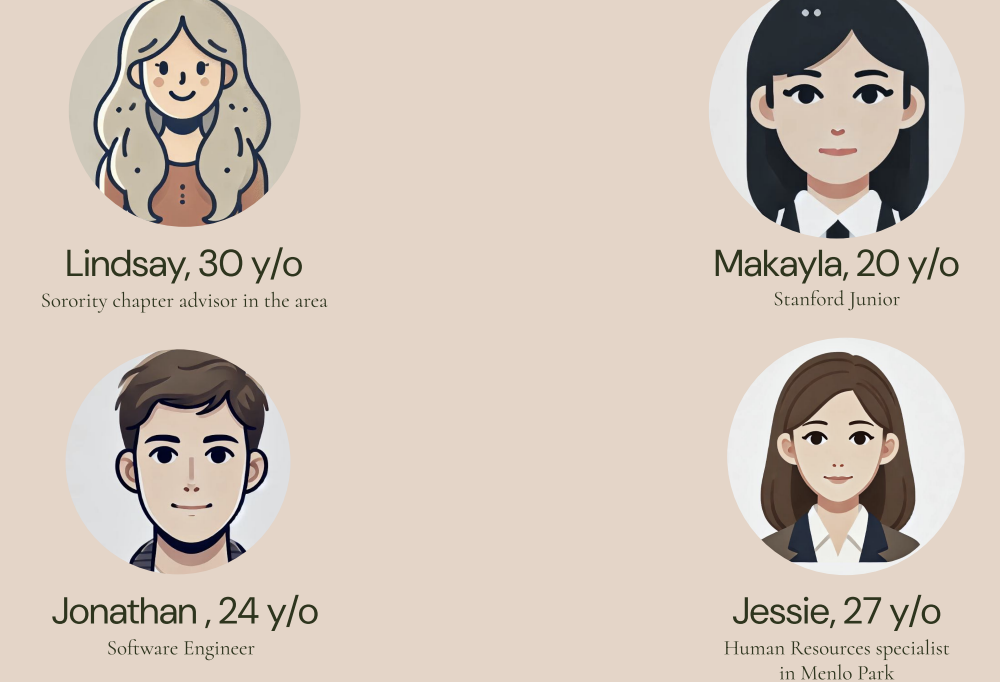 Lindsay, 30 y/o
Sorority chapter advisor in the area
Makayla, 20 y/o
Stanford Junior
Jonathan , 24 y/o
Software Engineer
Jessie, 27 y/o
Human Resources specialist
in Menlo Park